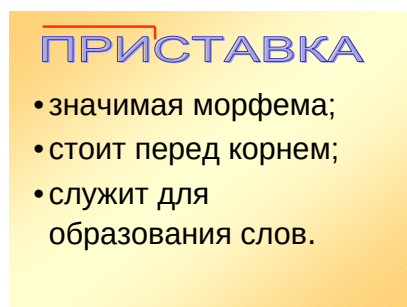 ПРИСТАВКА
• значимая морфема;
• стоит перед корнем;
• служит для
образования слов.